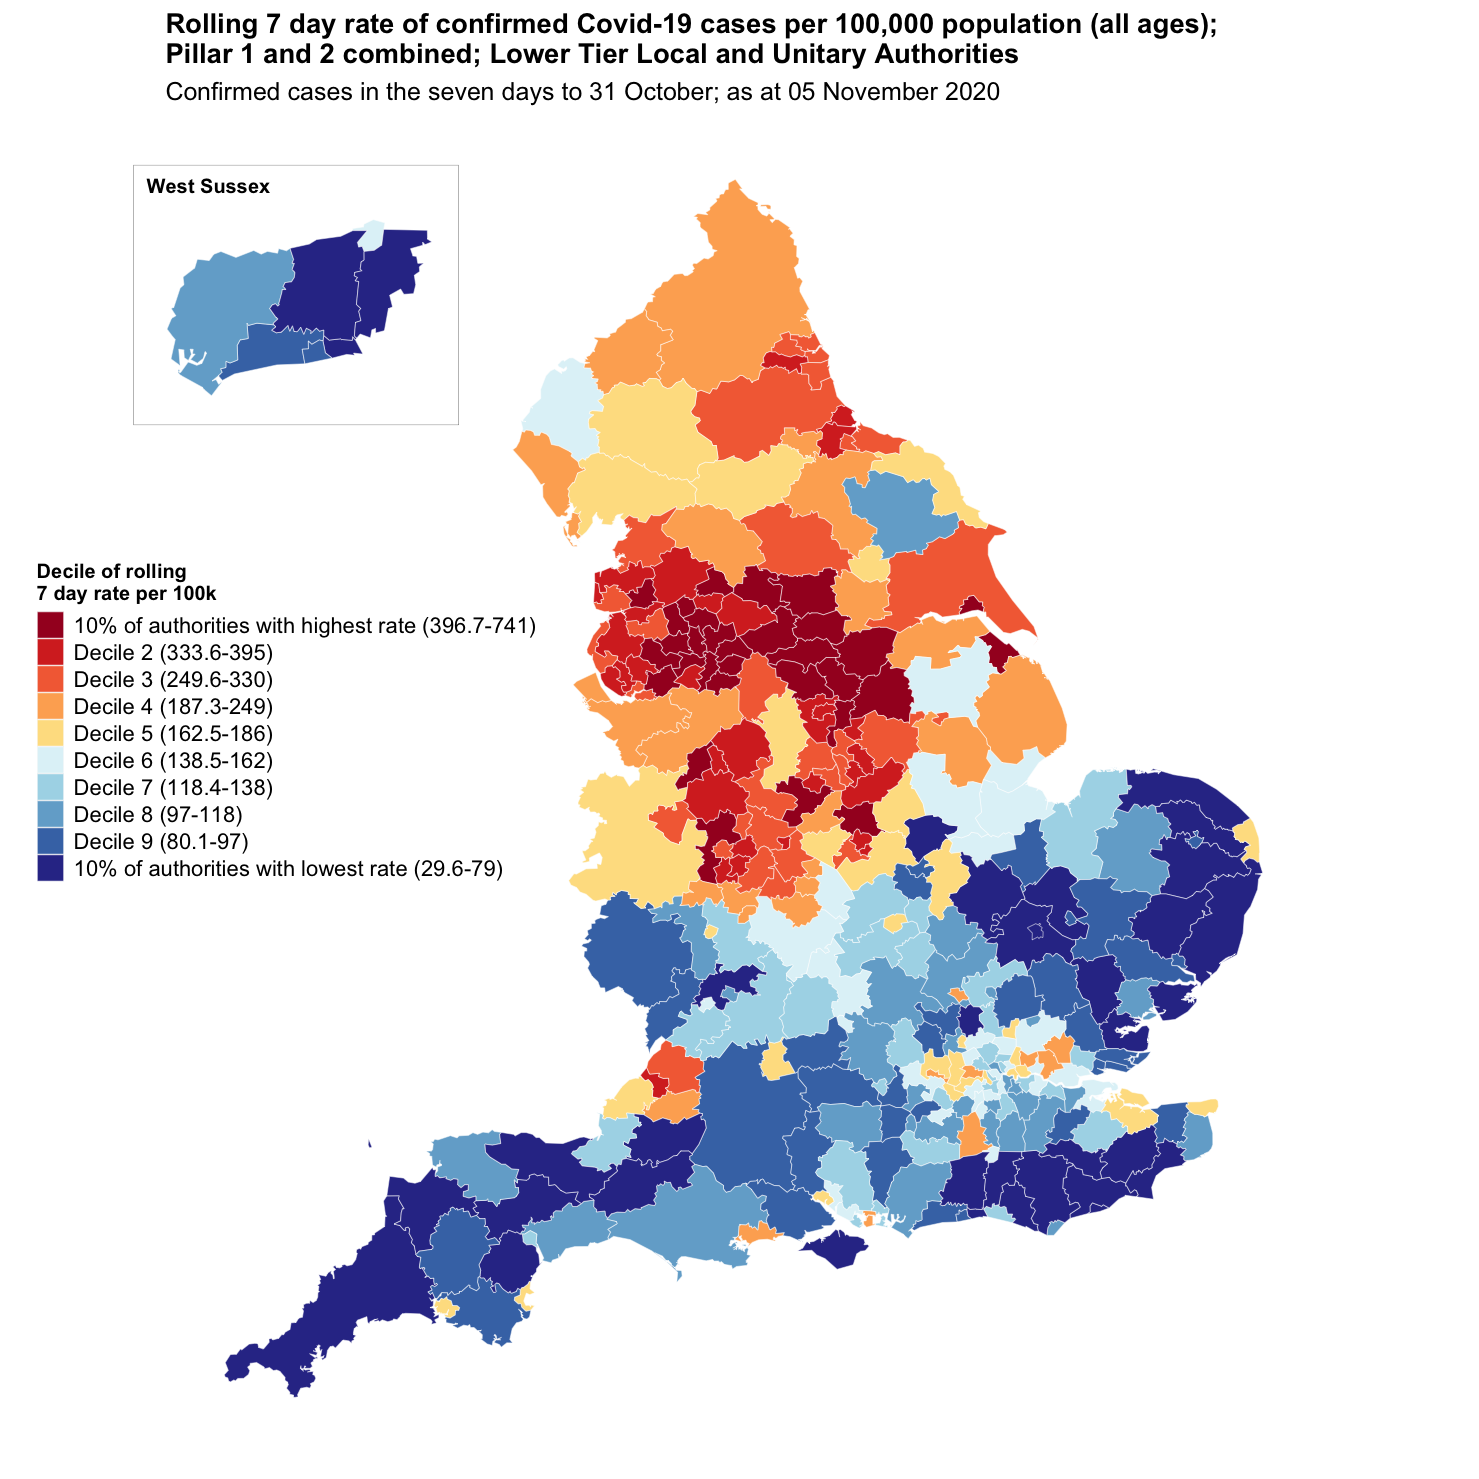 Rolling 7 day rate of confirmed Covid-19 cases per 100,000 population (all ages);
Pillar 1 and 2 combined; Lower Tier Local and Unitary Authorities
Confirmed cases in the seven days to 31 October; as at 05 November 2020
West Sussex
Decile of rolling
7 day rate per 100k
10% of authorities with highest rate (396.7-741)
Decile 2 (333.6-395)
Decile 3 (249.6-330)
Decile 4 (187.3-249)
Decile 5 (162.5-186)
Decile 6 (138.5-162)
Decile 7 (118.4-138)
Decile 8 (97-118)
Decile 9 (80.1-97)
10% of authorities with lowest rate (29.6-79)